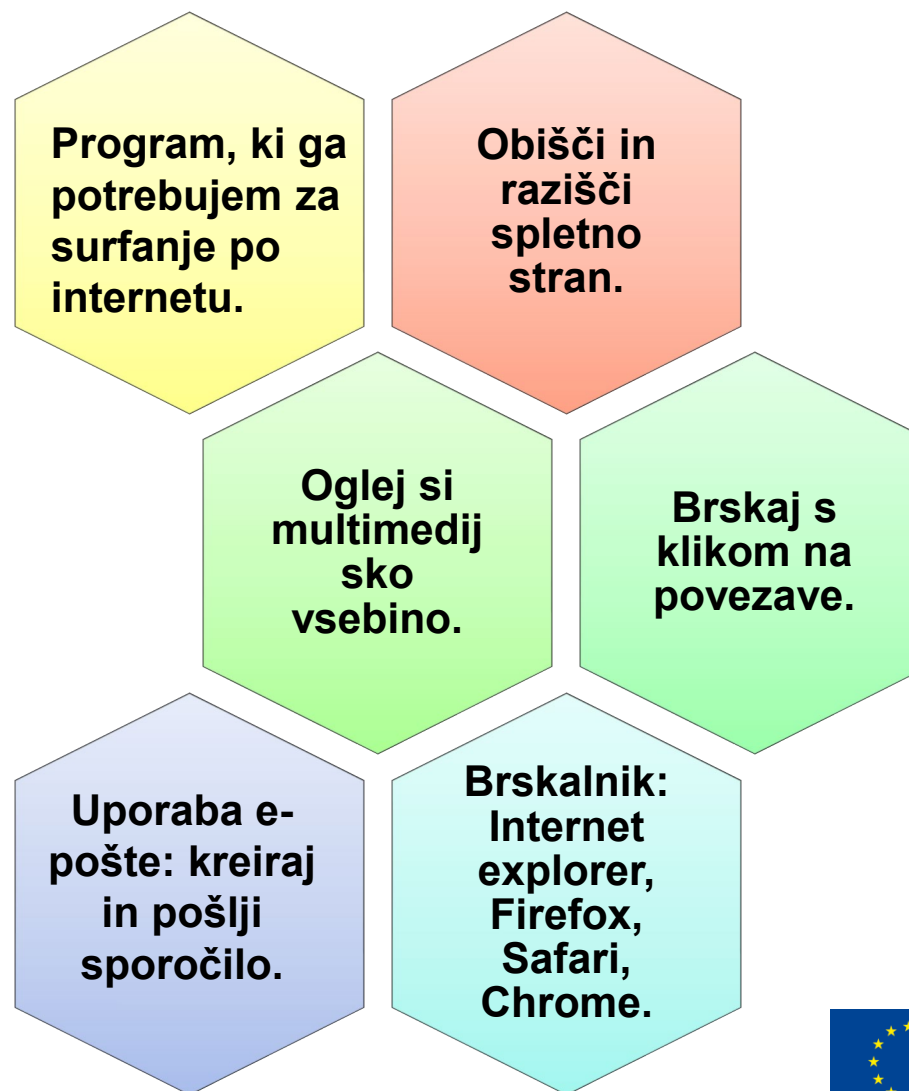 Program, ki ga
potrebujem za
surfanje po
internetu.
Obišči in
razišči
spletno
stran.
Oglej si
multimedij
sko
vsebino.
Brskaj s
klikom na
povezave.
Uporaba e-
pošte: kreiraj
in pošlji
sporočilo.
Brskalnik:
Internet
explorer,
Firefox,
Safari,
Chrome.